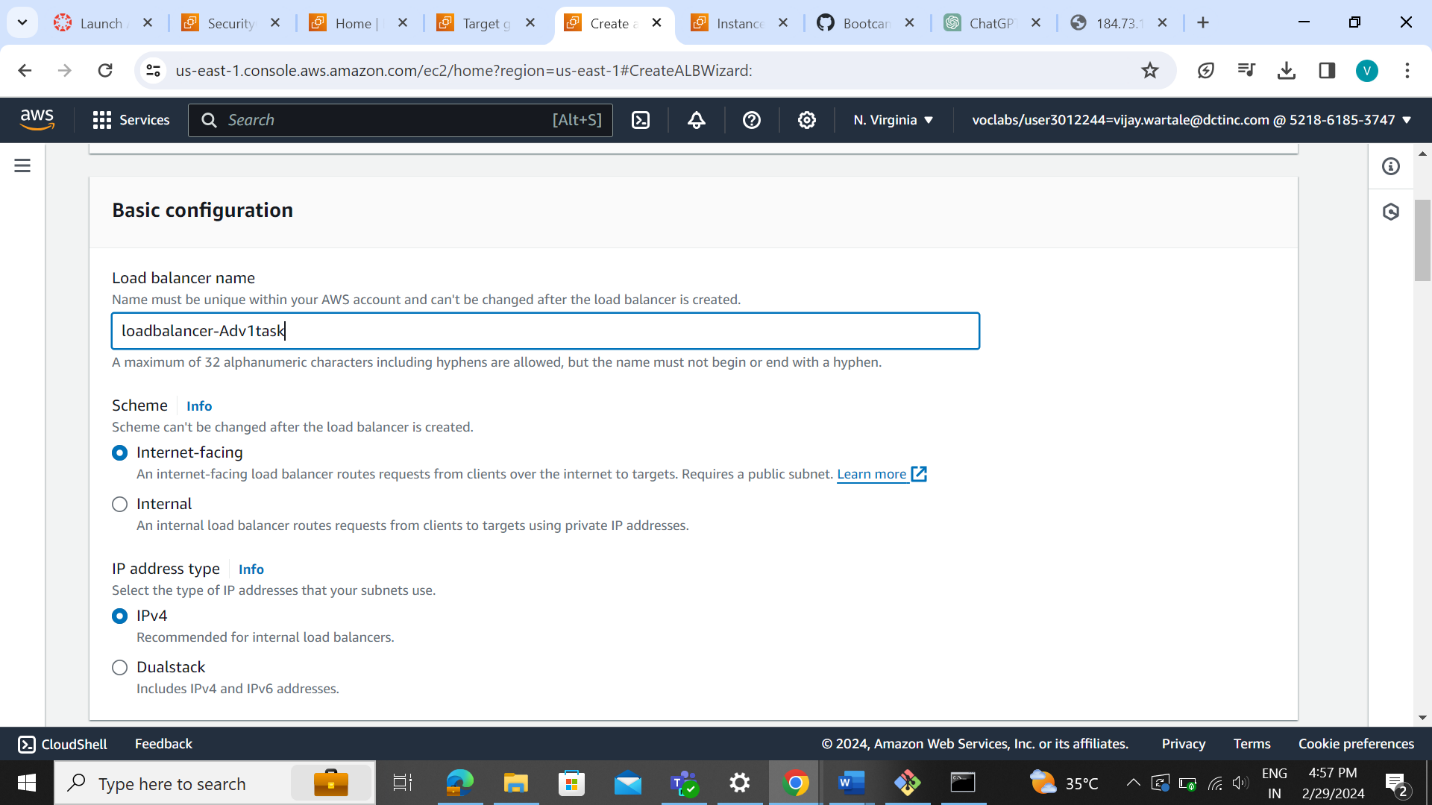 Launch
Security
Home |
Target g
Create a
Instance
Bootcam
ChatGP
184.73.1
us-east-1.console.aws.amazon.com/ec2/home?region=us-east-1#CreateALBWizard:
V
aws
Services
Search
[Alt+S]
N. Virginia
voclabs/user3012244=vijay.wartale@dctinc.com @ 5218-6185-3747
Basic configuration
Load balancer name
Name must be unique within your AWS account and can't be changed after the load balancer is created.
loadbalancer-Adv1task
A maximum of 32 alphanumeric characters including hyphens are allowed, but the name must not begin or end with a hyphen.
Scheme Info
Scheme can't be changed after the load balancer is created.
Internet-facing
An internet-facing load balancer routes requests from clients over the internet to targets. Requires a public subnet. Learn more
Internal
An internal load balancer routes requests from clients to targets using private IP addresses.
IP address type Info
Select the type of IP addresses that your subnets use.
IPv4
Recommended for internal load balancers.
Dualstack
Includes IPv4 and IPv6 addresses.
CloudShell
Feedback
© 2024, Amazon Web Services, Inc. or its affiliates.
Privacy
Terms
Cookie preferences
Type here to search
35°C
ENG
IN
4:57 PM
2/29/2024
2